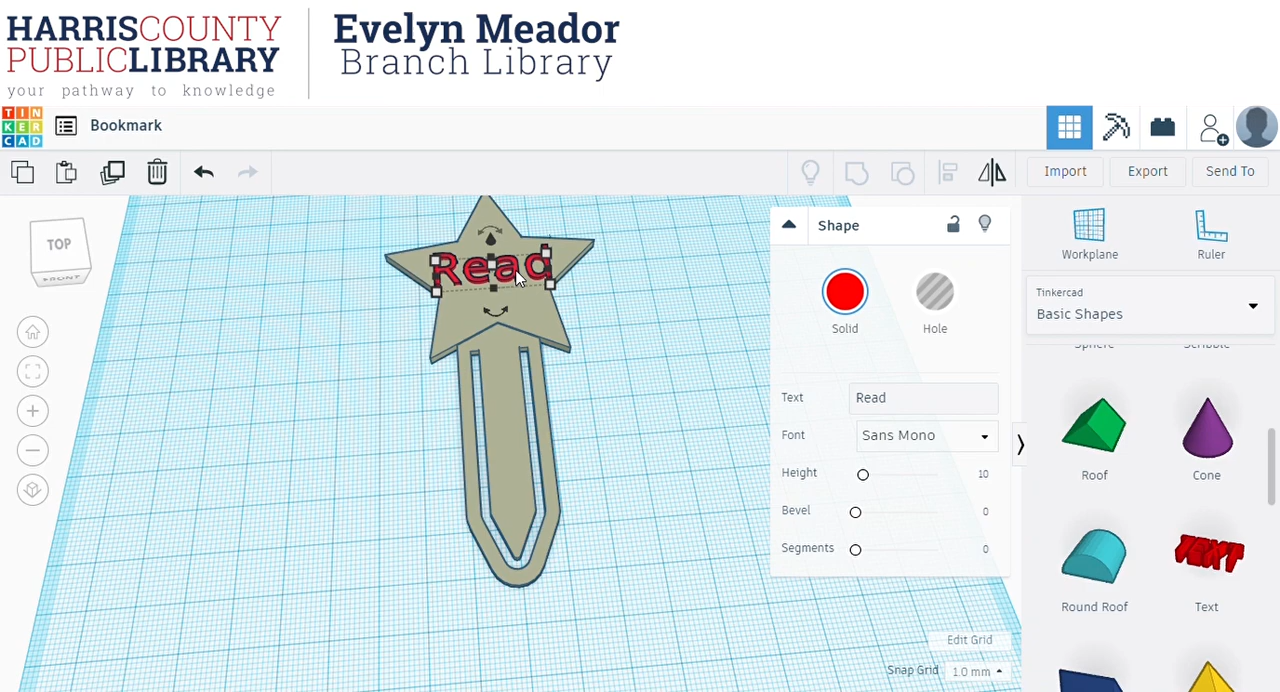 HARRISCOUNTY
PUBLICLIBRARY
your pathway to knowledge
Evelyn Meador
Branch Library
TIN
KER
CAD
Bookmark
Import
Export
Send To
TOP
FRONT
Read
Shape
Solid
Hole
Text Read
Font Sans Mono
Height 10
Bevel 0
Segments 0
Workplane
Ruler
Tinkercad
Basic Shapes
Sphere
Scribble
Roof
Cone
Round Roof
TEXT
Text
Edit Grid
Snap Grid 1.0 mm